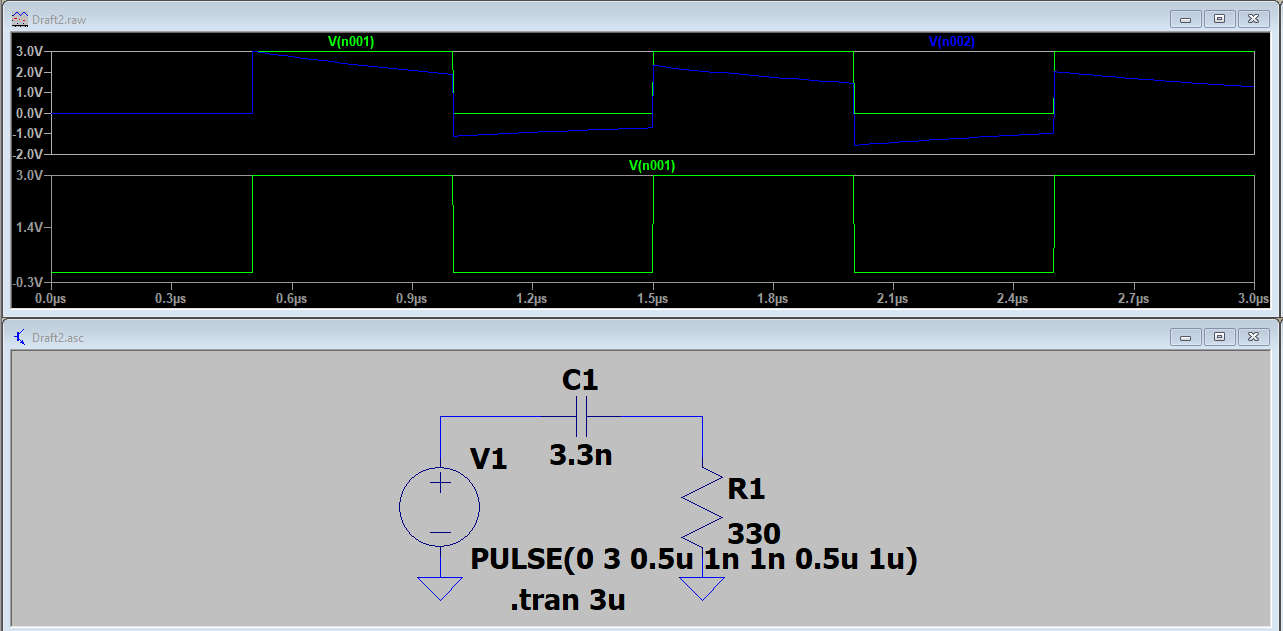 Draft2.raw
V(n001) V(n002)
3.0V
2.0V
1.0V
0.0V
-1.0V
-2.0V
V(n001)
3.0V
1.4V
-0.3V
0.0µs 0.3µs 0.6µs 0.9µs 1.2µs 1.5µs 1.8µs 2.1µs 2.4µs 2.7µs 3.0µs
Draft2.asc
C1
V1
3.3n
R1
330
PULSE(0 3 0.5u 1n 1n 0.5u 1u)
.tran 3u